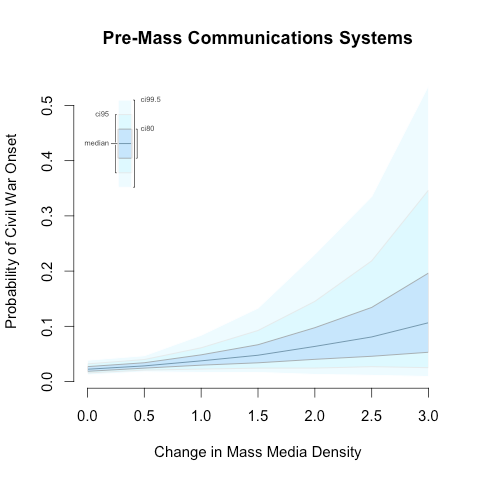 Pre-Mass Communications Systems
Probability of Civil War Onset
0.5
0.4
0.3
0.2
0.1
0.0
ci99.5
ci95
ci80
median
0.0 0.5 1.0 1.5 2.0 2.5 3.0
Change in Mass Media Density